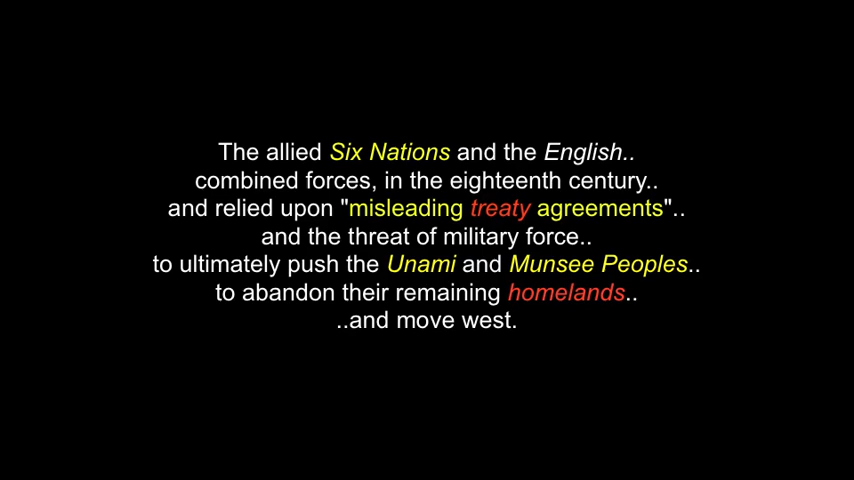 The allied Six Nations and the English..
combined forces, in the eighteenth century..
and relied upon "misleading treaty agreements"..
and the threat of military force..
to ultimately push the Unami and Munsee Peoples..
to abandon their remaining homelands..
..and move west.